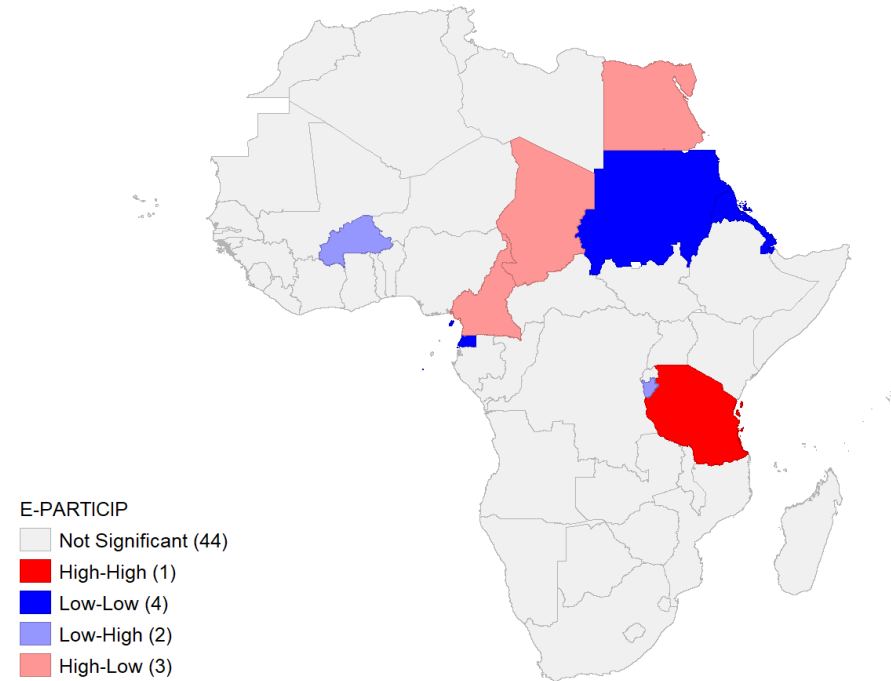 E-PARTICIP
Not Significant (44)
High-High (1)
Low-Low (4)
Low-High (2)
High-Low (3)